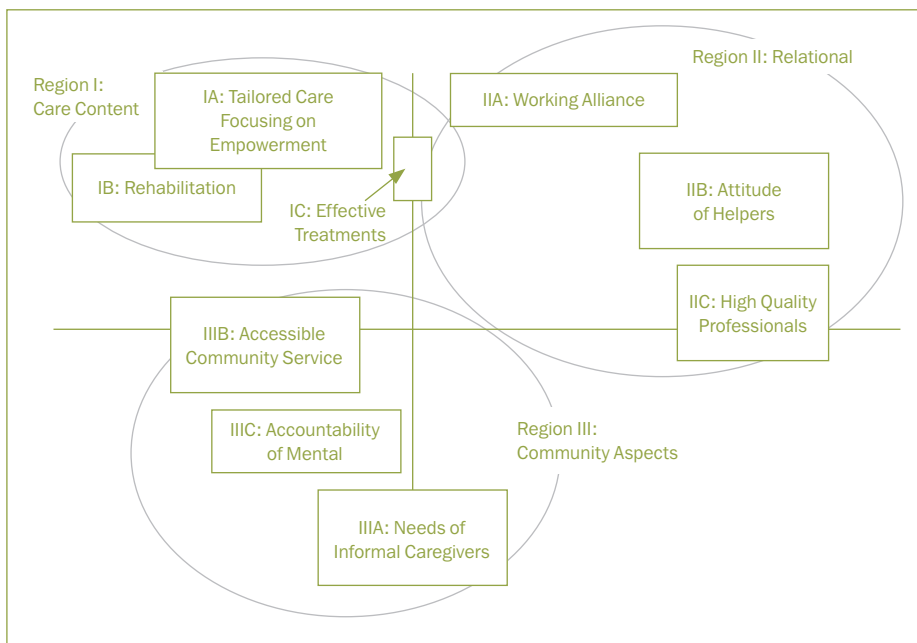 Region I:
Care Content
IA: Tailored Care
Focusing on
Empowerment
IB: Rehabilitation
IC: Effective
Treatments
Region II: Relational
IIA: Working Alliance
IIB: Attitude
of Helpers
IIC: High Quality
Professionals
IIIB: Accessible
Community Service
IIIC: Accountability
of Mental
Region III:
Community Aspects
IIIA: Needs of
Informal Caregivers